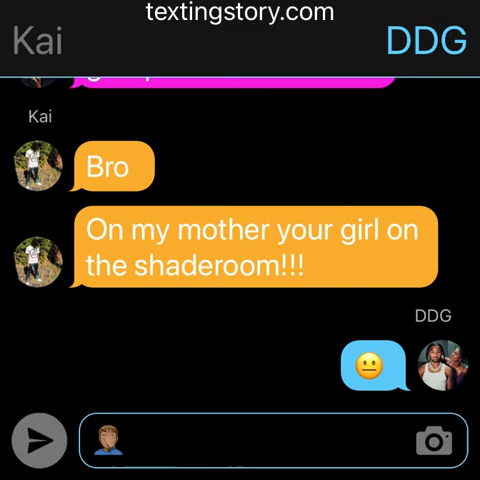 textingstory.com
Kai
DDG
Kai
Bro
On my mother your girl on
the shaderoom!!!
DDG
😐
🤦🏽‍♂️